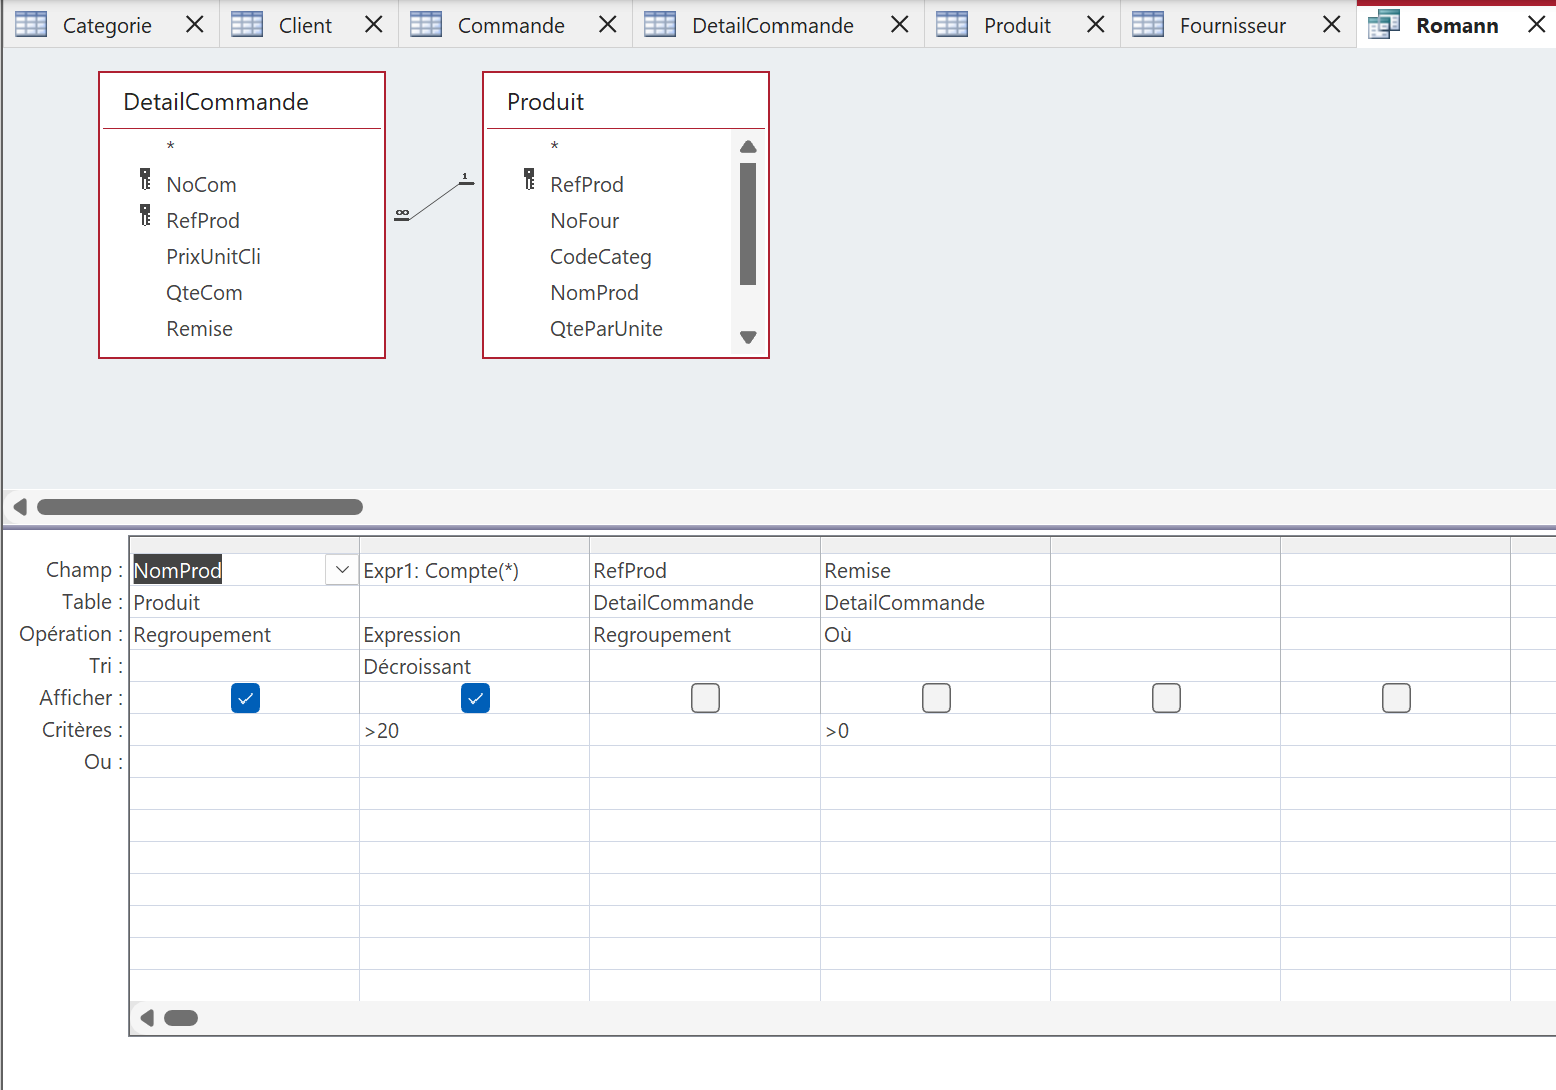 Categorie Client Commande DetailCommande Produit Fournisseur Romann
DetailCommande
*
NoCom
RefProd
PrixUnitCli
QteCom
Remise
∞ 1
Produit
*
RefProd
NoFour
CodeCateg
NomProd
QteParUnite
Champ : NomProd Expr1: Compte(*) RefProd Remise
Table : Produit DetailCommande DetailCommande
Opération : Regroupement Expression Regroupement Où
Tri : Décroissant
Afficher :
Critères : >20 >0
Ou :